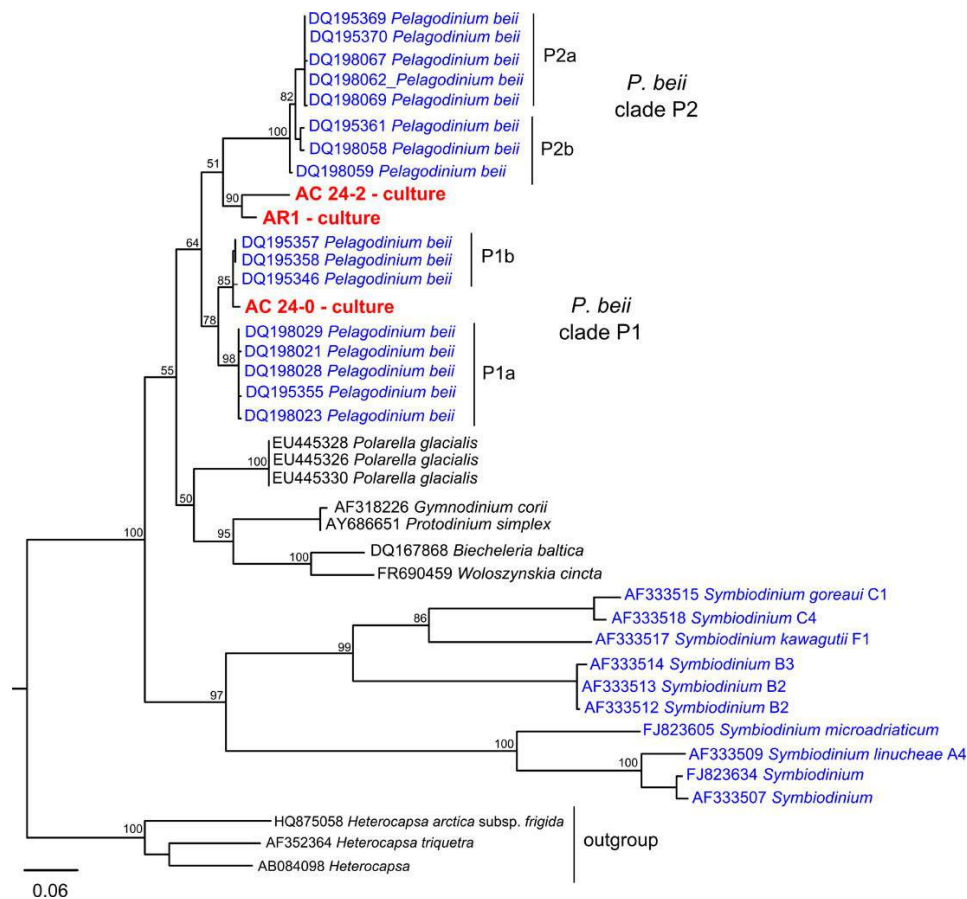 DQ195369 Pelagodinium beii
DQ195370 Pelagodinium beii
DQ198067 Pelagodinium beii
DQ198062_Pelagodinium beii
DQ198069 Pelagodinium beii
P2a
82
DQ195361 Pelagodinium beii
DQ198058 Pelagodinium beii
DQ198059 Pelagodinium beii
P2b
100
P. beii
clade P2
51
AC 24-2 - culture
90
AR1 - culture
64
DQ195357 Pelagodinium beii
DQ195358 Pelagodinium beii
DQ195346 Pelagodinium beii
P1b
85
AC 24-0 - culture
78
P. beii
clade P1
DQ198029 Pelagodinium beii
DQ198021 Pelagodinium beii
DQ198028 Pelagodinium beii
DQ195355 Pelagodinium beii
DQ198023 Pelagodinium beii
P1a
98
55
EU445328 Polarella glacialis
EU445326 Polarella glacialis
EU445330 Polarella glacialis
100
50
AF318226 Gymnodinium corii
AY686651 Protodinium simplex
95
DQ167868 Biecheleria baltica
100
FR690459 Woloszynskia cincta
100
AF333515 Symbiodinium goreaui C1
AF333518 Symbiodinium C4
86
AF333517 Symbiodinium kawagutii F1
99
AF333514 Symbiodinium B3
AF333513 Symbiodinium B2
AF333512 Symbiodinium B2
97
FJ823605 Symbiodinium microadriaticum
100
AF333509 Symbiodinium linucheae A4
100
FJ823634 Symbiodinium
AF333507 Symbiodinium
HQ875058 Heterocapsa arctica subsp. frigida
100
AF352364 Heterocapsa triquetra
AB084098 Heterocapsa
outgroup
0.06